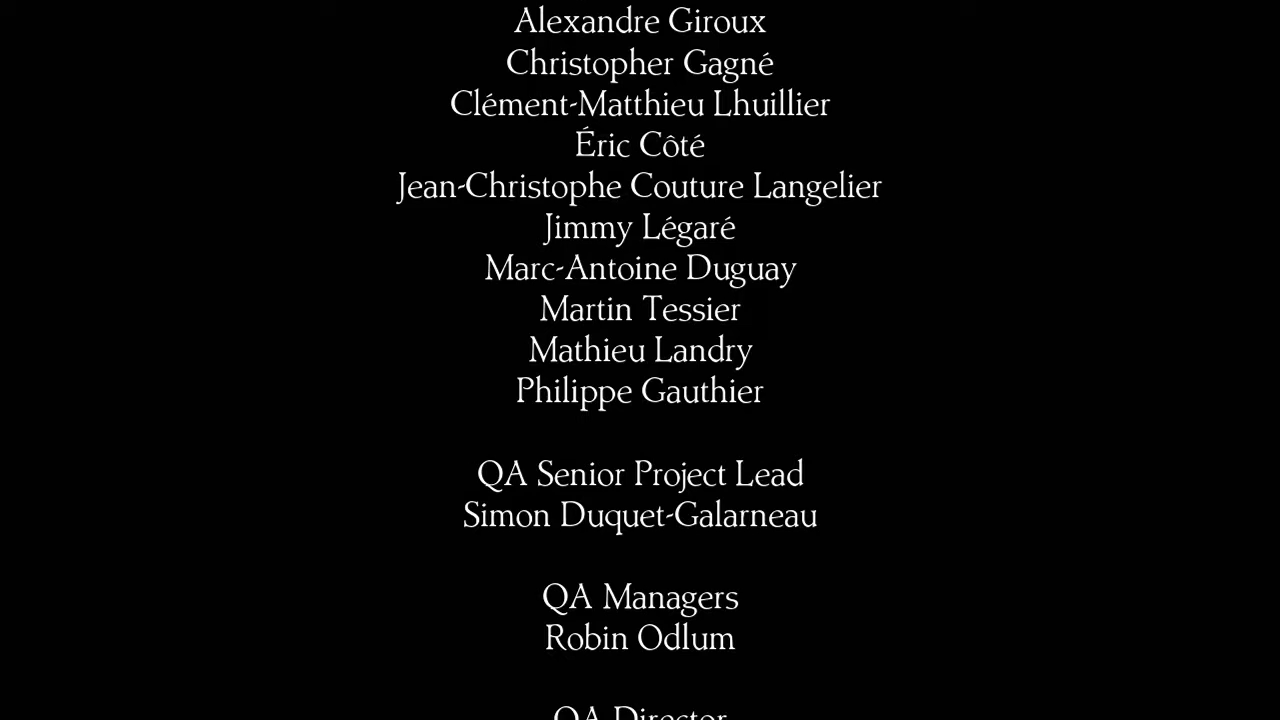 Alexandre Giroux
Christopher Gagné
Clément-Matthieu Lhuillier
Éric Côté
Jean-Christophe Couture Langelier
Jimmy Légaré
Marc-Antoine Duguay
Martin Tessier
Mathieu Landry
Philippe Gauthier
QA Senior Project Lead
Simon Duquet-Galarneau
QA Managers
Robin Odlum
QA Director